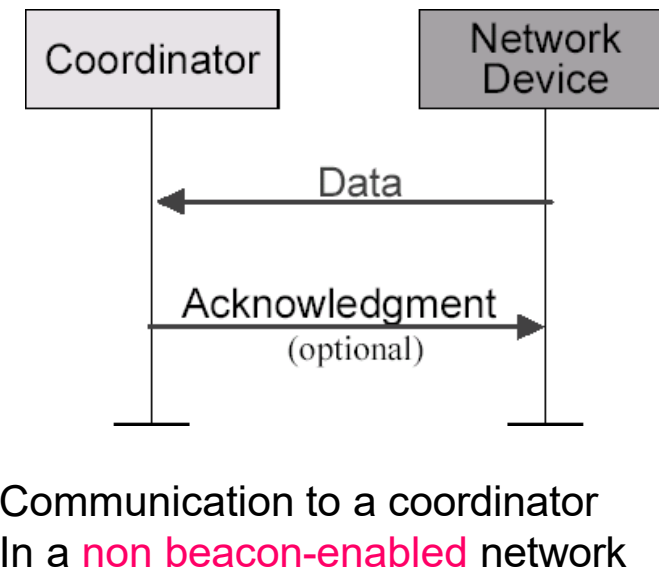 Coordinator
Network
Device
Data
Acknowledgment
(optional)
Communication to a coordinator
In a non beacon-enabled network